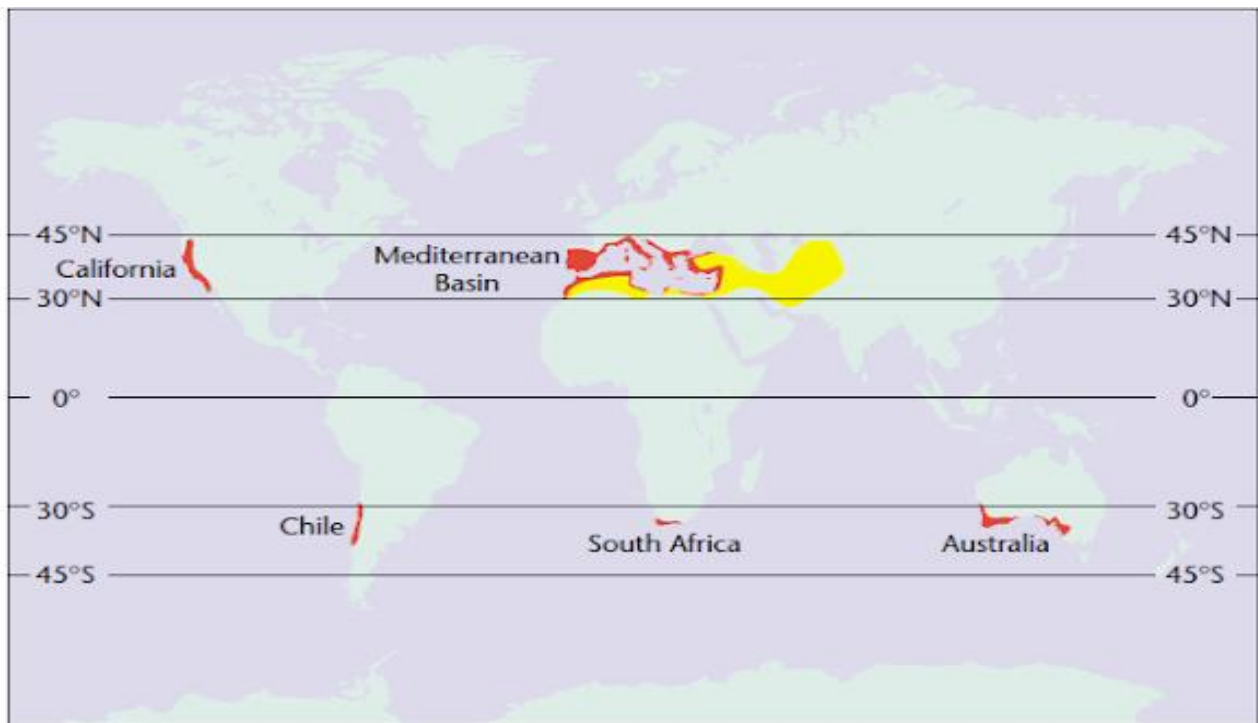 45°N
45°N
California
Mediterranean
Basin
30°N
30°N
0°
0°
30°S
30°S
Chile
South Africa
Australia
45°S
45°S